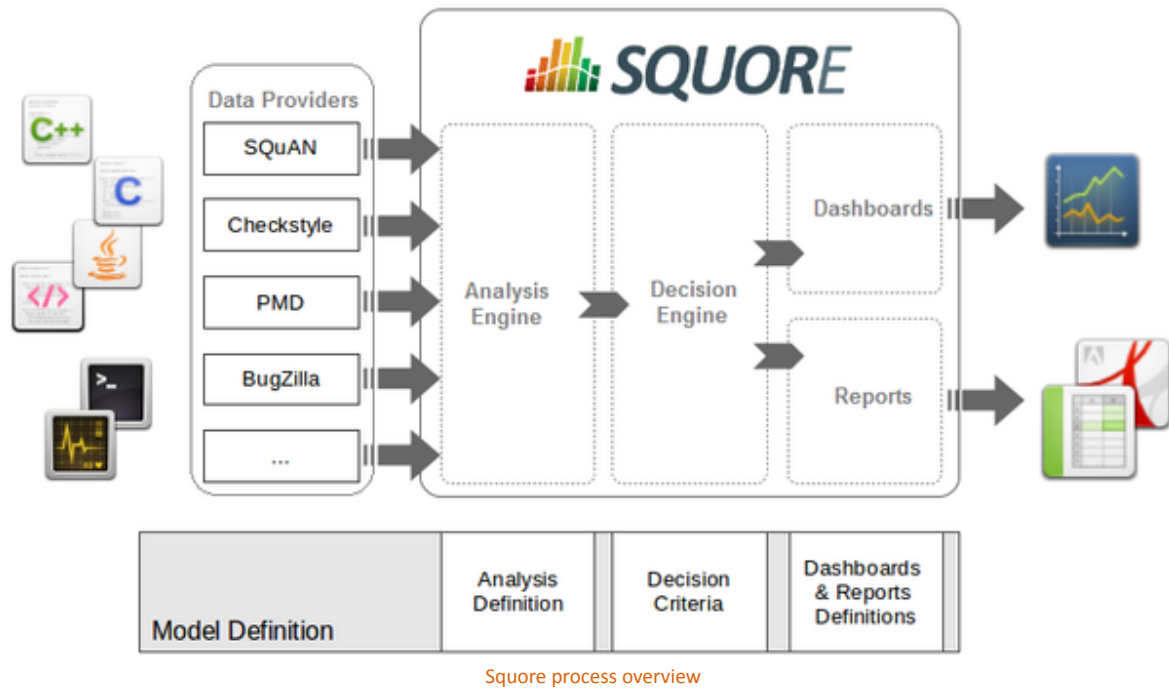 SQUORE
Data Providers
C++
SQuAN
C
Checkstyle
Dashboards
</>
PMD
Analysis
Engine
Decision
Engine
>_
BugZilla
Reports
...
Model Definition
Analysis
Definition
Decision
Criteria
Dashboards
& Reports
Definitions
Squore process overview